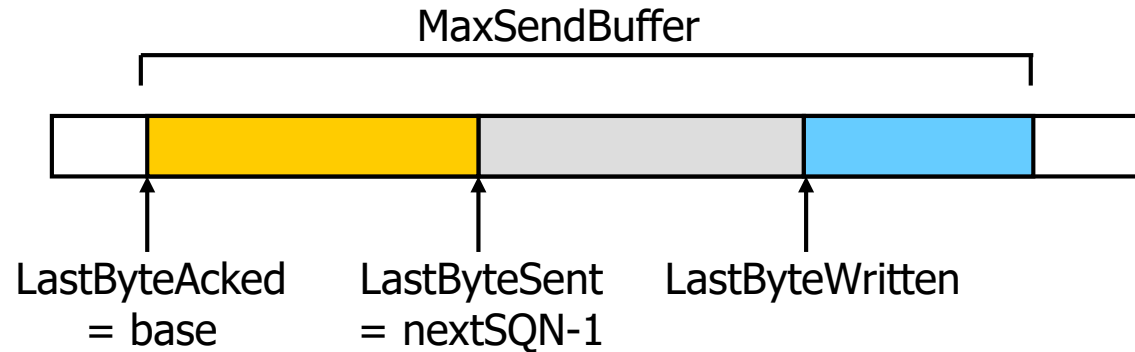 MaxSendBuffer
LastByteAcked LastByteSent LastByteWritten
= base = nextSQN-1